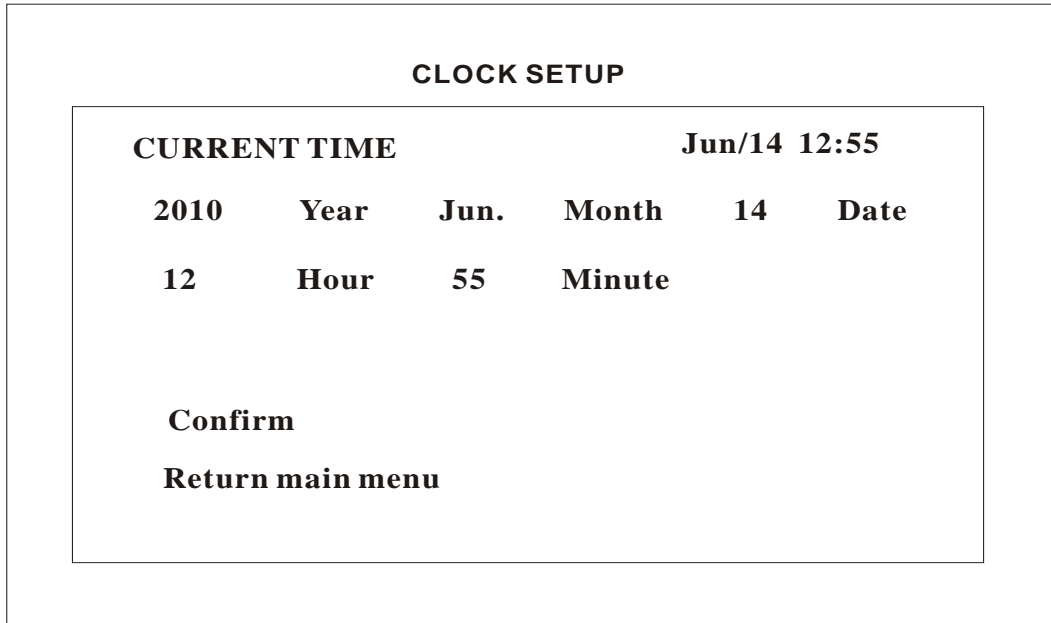 CLOCK SETUP
CURRENT TIME Jun/14 12:55
2010 Year Jun. Month 14 Date
12 Hour 55 Minute
Confirm
Return main menu